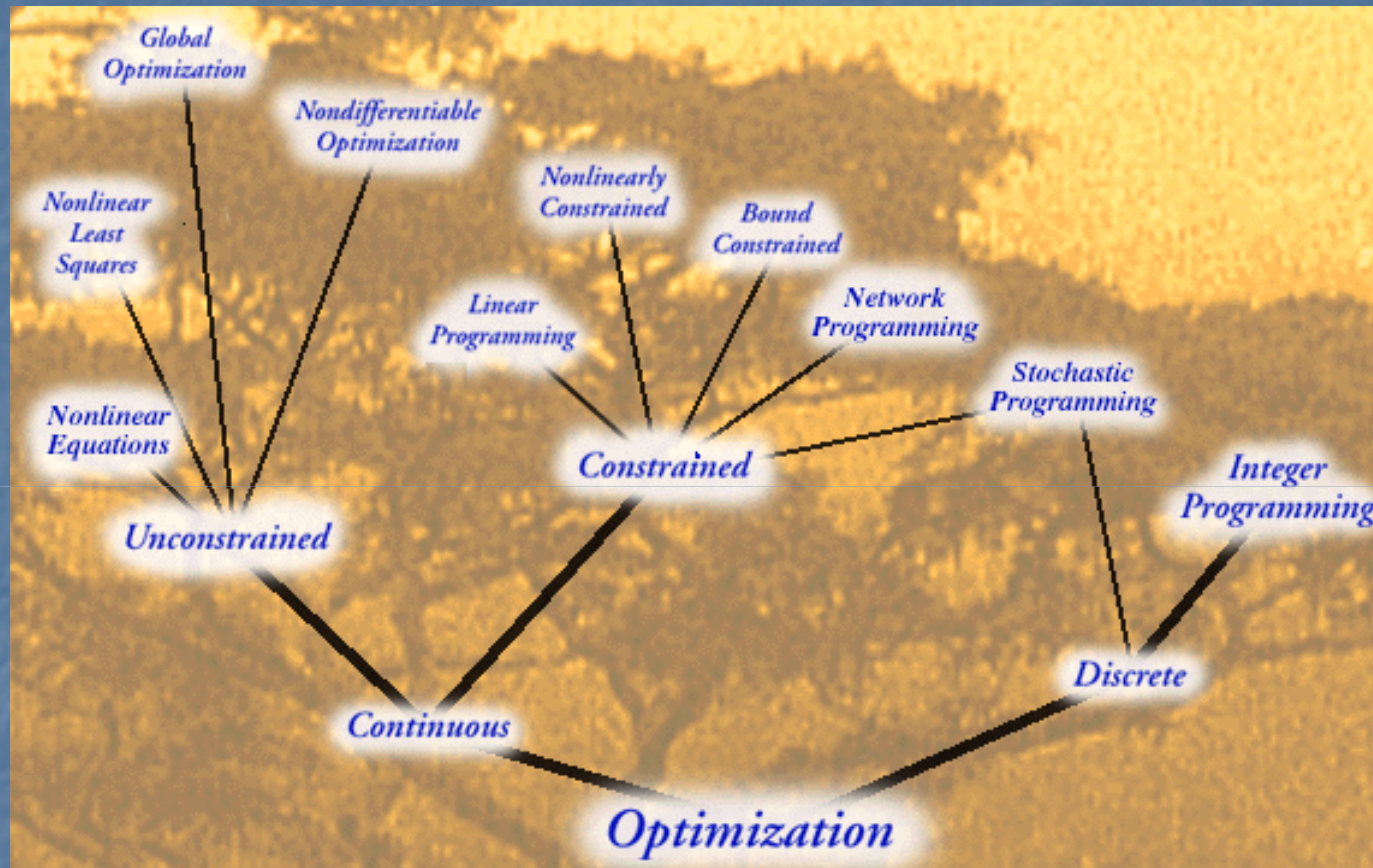 Global
Optimization
Nondifferentiable
Optimization
Nonlinear
Least
Squares
Nonlinearly
Constrained
Bound
Constrained
Linear
Programming
Network
Programming
Stochastic
Programming
Nonlinear
Equations
Constrained
Integer
Programming
Unconstrained
Discrete
Continuous
Optimization